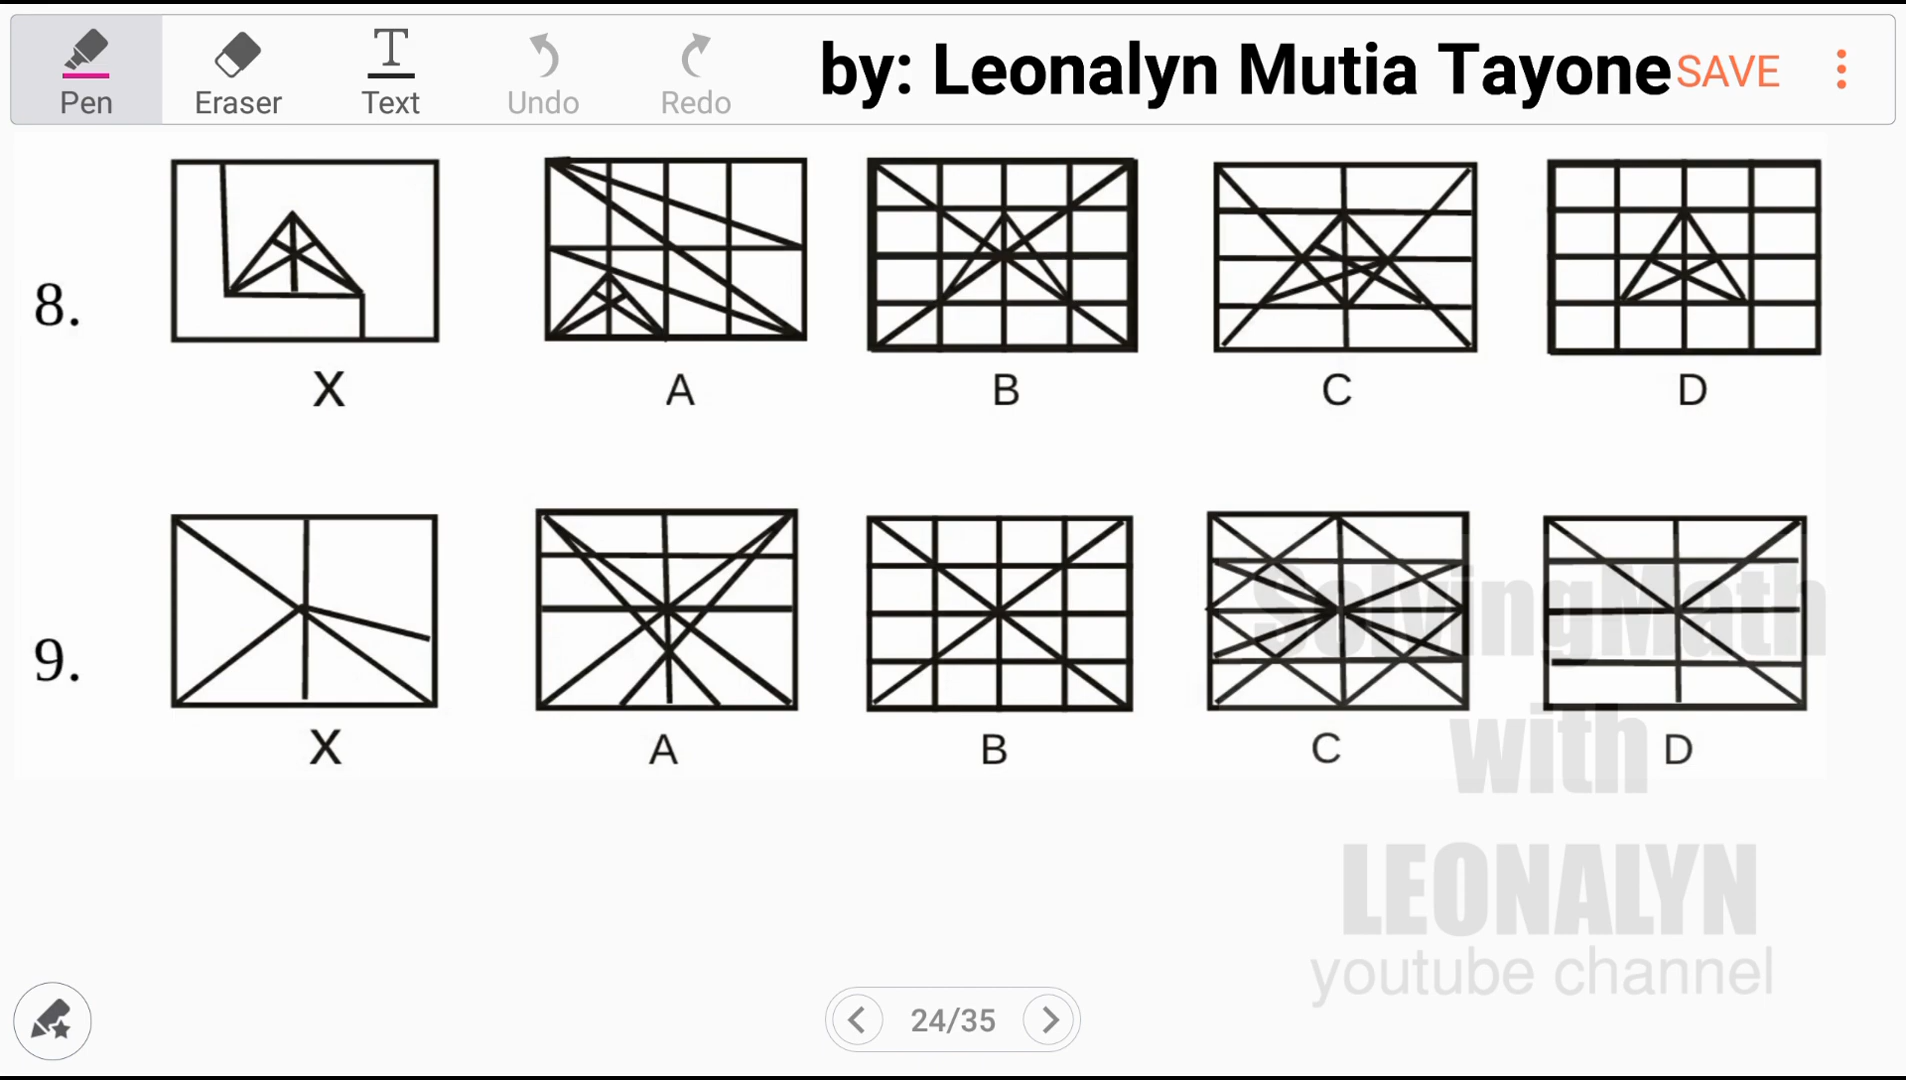 Pen Eraser Text Undo Redo by: Leonalyn Mutia Tayone SAVE
8.
X A B C D
9.
X A B C D
SolvingMath
with
LEONALYN
youtube channel
24/35